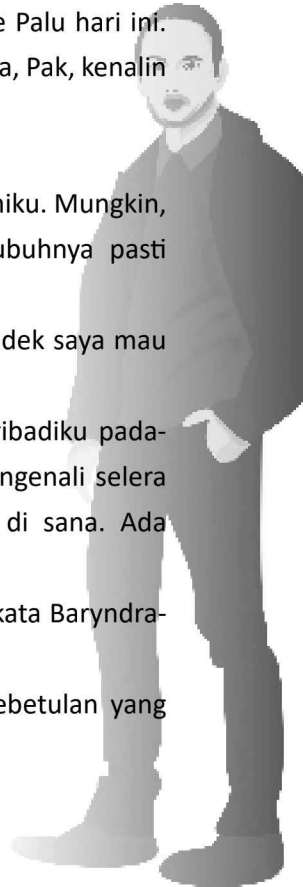 e Palu hari ini.
a, Pak, kenalin
niku. Mungkin,
ubuhnya pasti
dek saya mau
ribadiku pada-
ngenali selera
di sana. Ada
kata Baryndra-
ebetulan yang